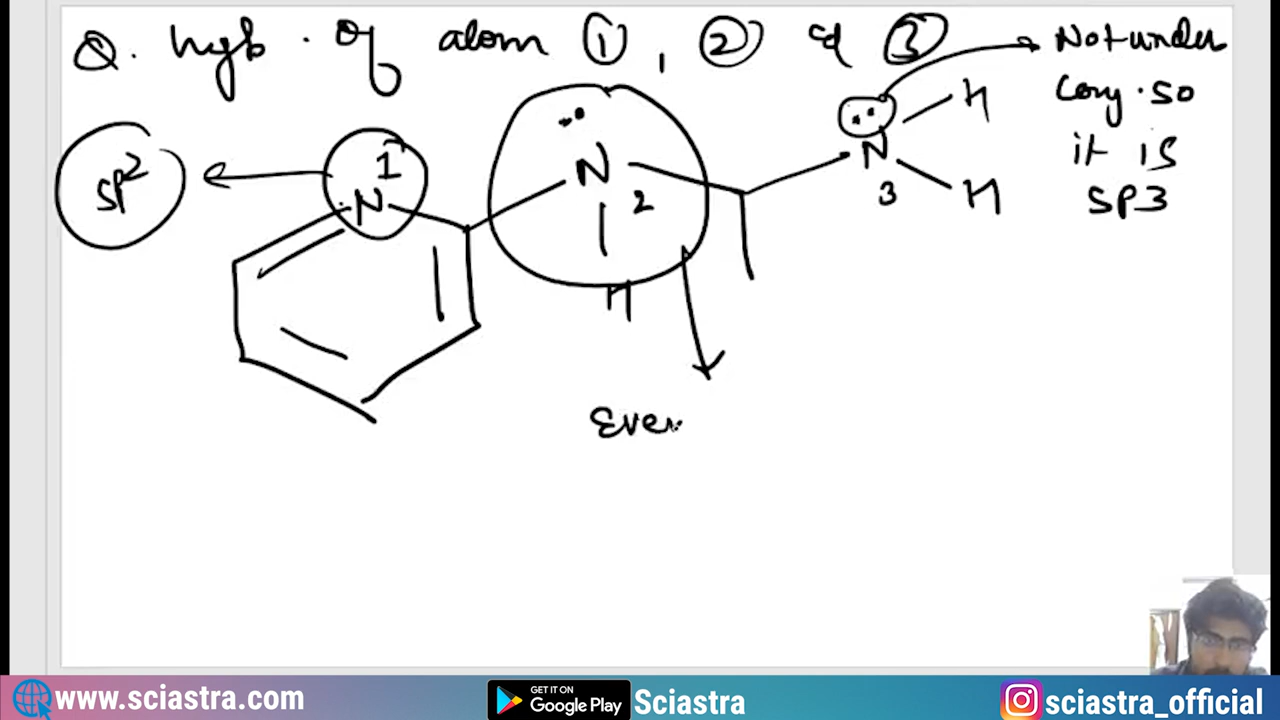 Q. hyb. of atom ①, ② & ③
Not under
conj. so
it is
SP3
SP2
1
N
N
2
H
N
3
H
H
Ever
www.sciastra.com
GET IT ON
Google Play
Sciastra
sciastra_official